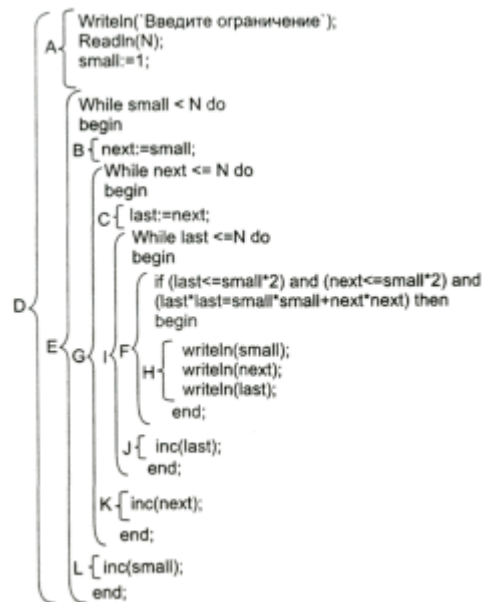 Writeln(`Введите ограничение`);
A Readln(N);
small:=1;
While small < N do
begin
B next:=small;
While next <= N do
begin
C last:=next;
While last <=N do
begin
if (last<=small*2) and (next<=small*2) and
D (last*last=small*small+next*next) then
begin
E G I F writeln(small);
H writeln(next);
writeln(last);
end;
J inc(last);
end;
K inc(next);
end;
L inc(small);
end;